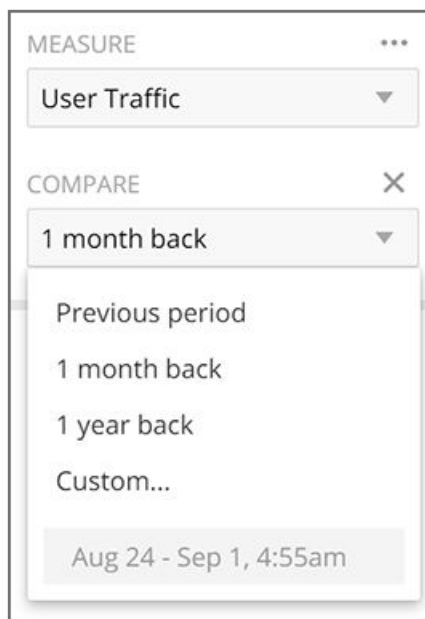 MEASURE
User Traffic
COMPARE
1 month back
Previous period
1 month back
1 year back
Custom...
Aug 24 - Sep 1, 4:55am